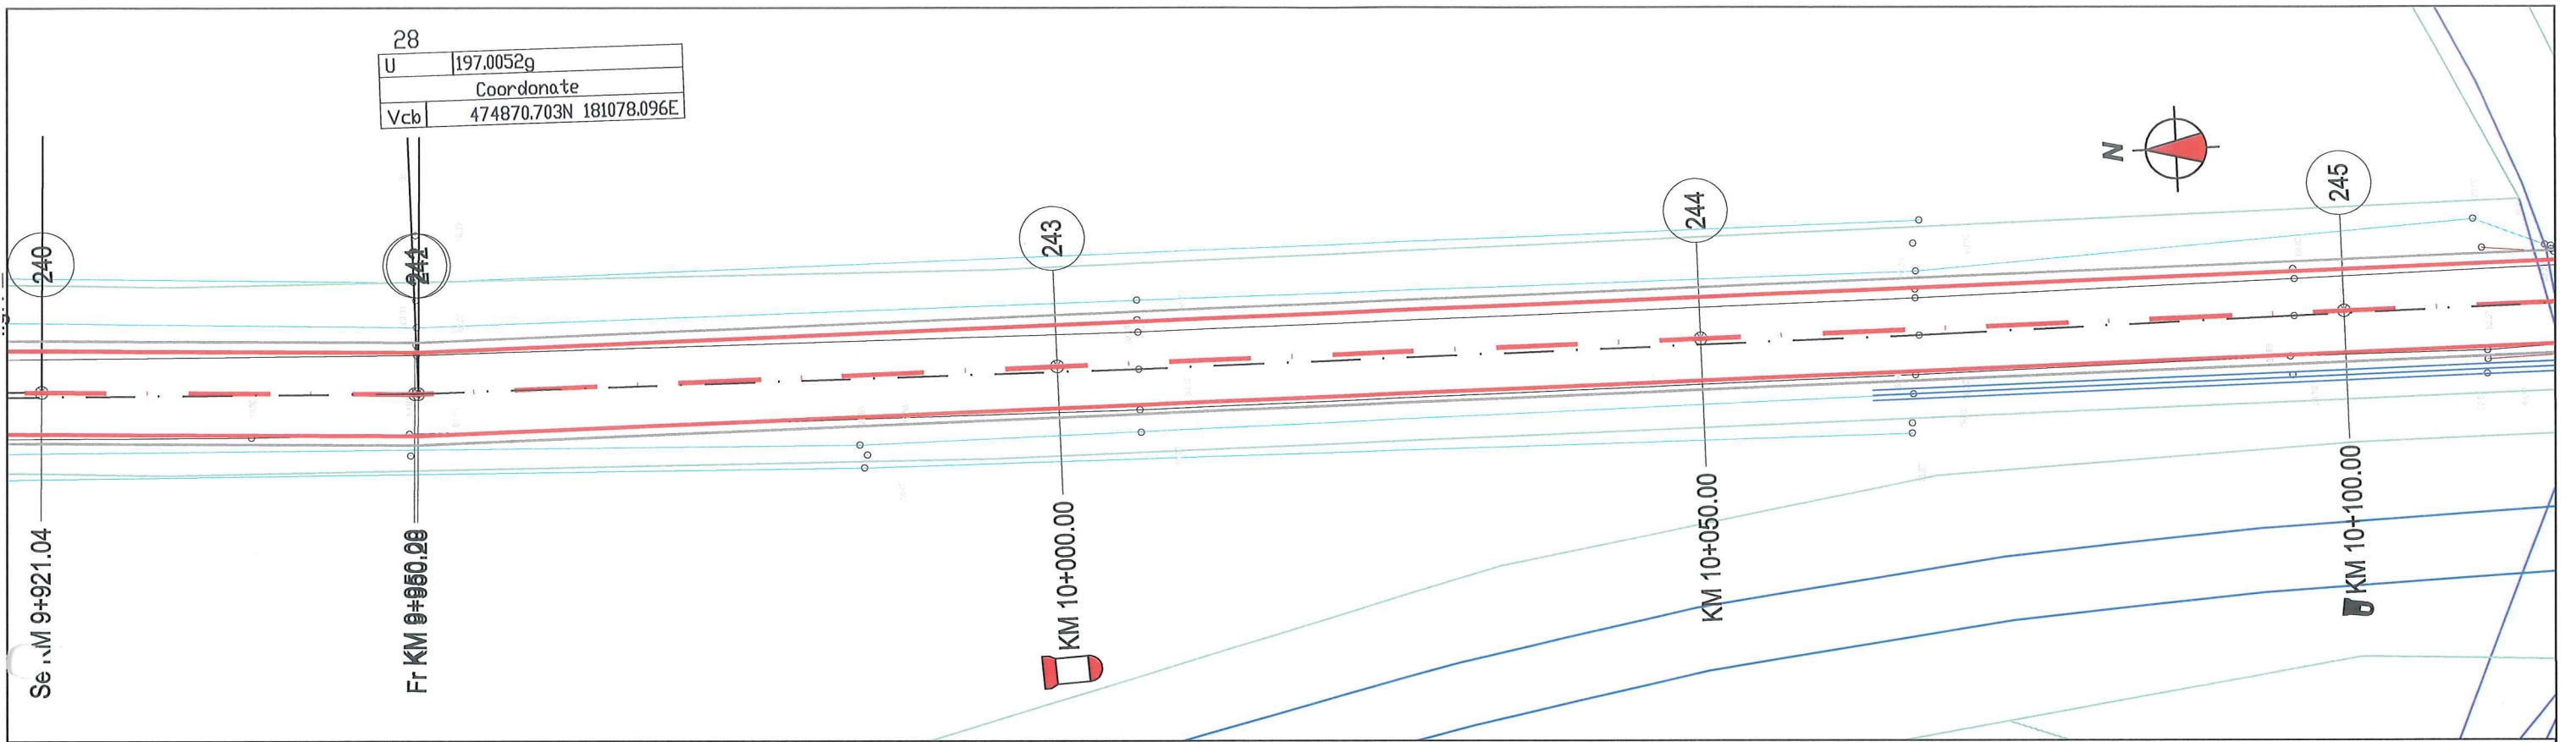 28
U 197,0052g
Coordonate
Vcb 474870,703N 181078,096E
N
240
243
244
245
Se KM 9+921.04
Fr KM
KM 10+000.00
KM 10+050.00
KM 10+100.00